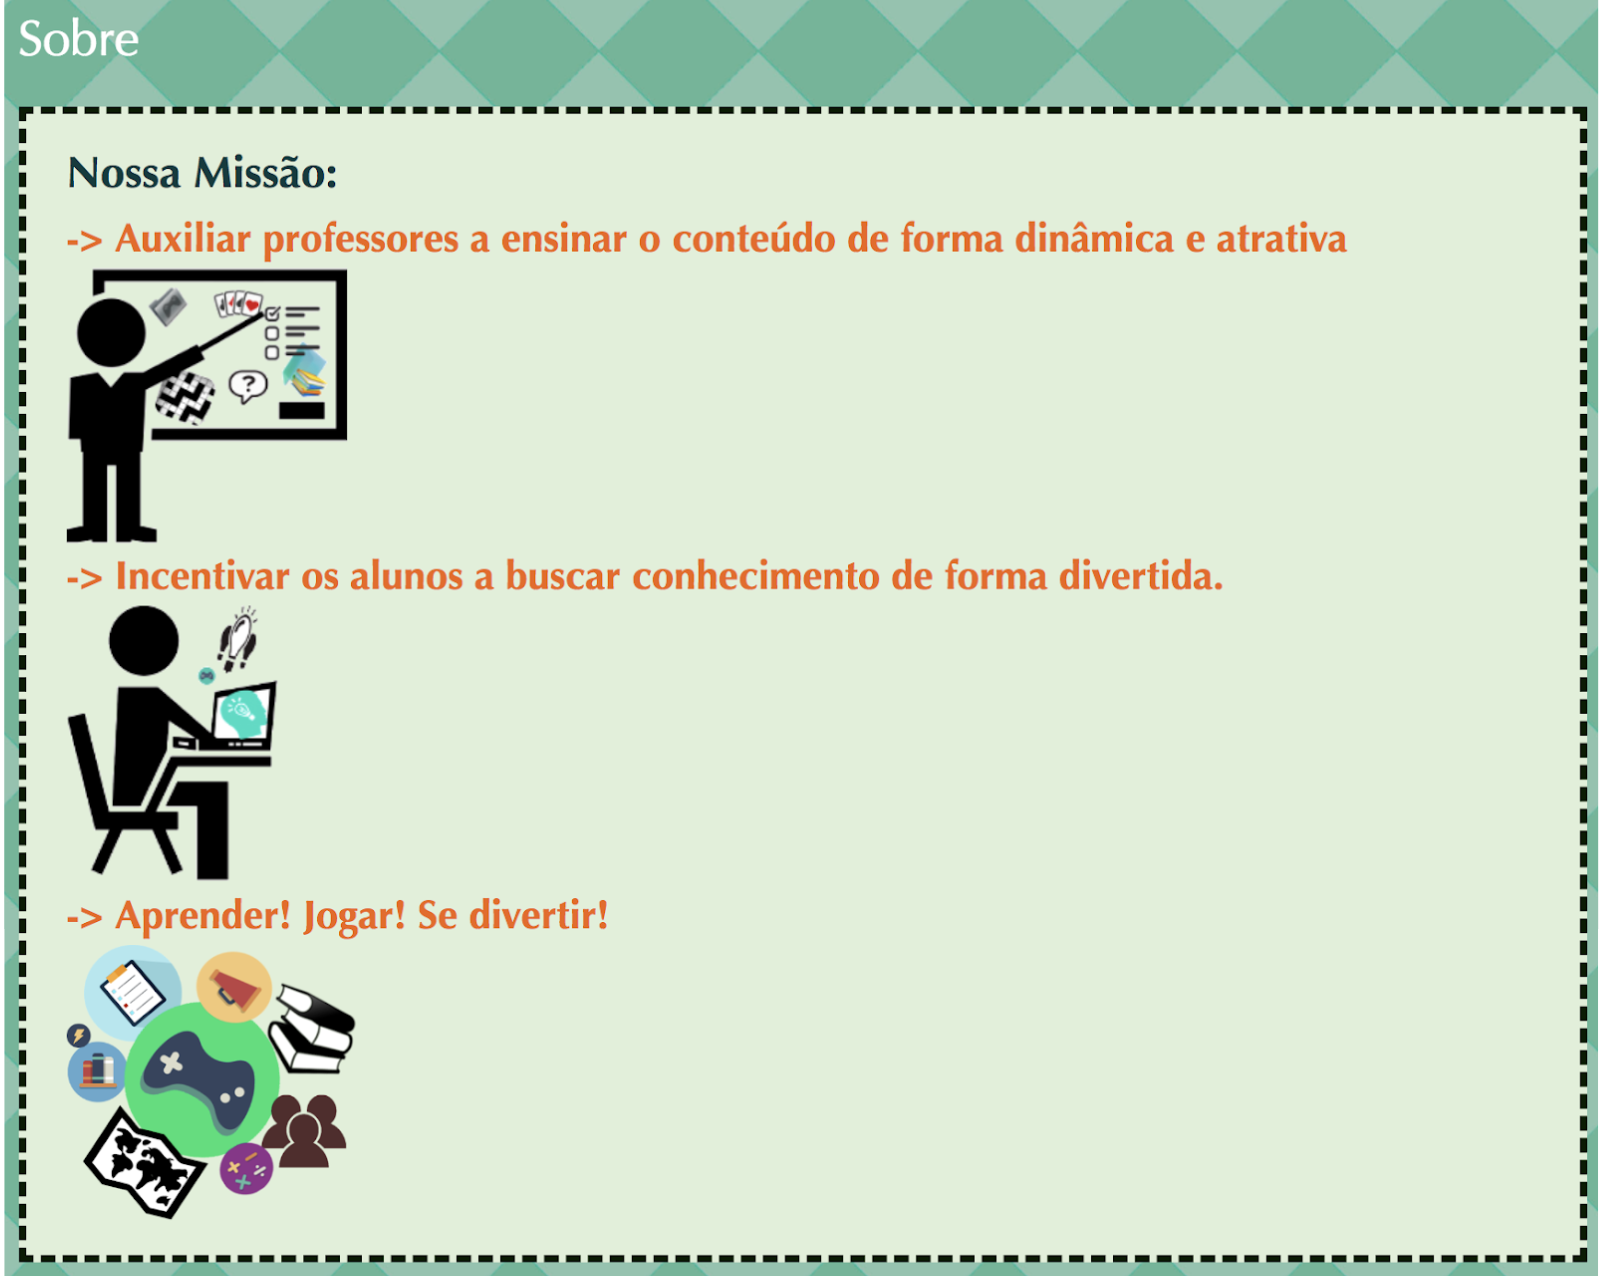 Sobre
Nossa Missão:
-> Auxiliar professores a ensinar o conteúdo de forma dinâmica e atrativa
?
-> Incentivar os alunos a buscar conhecimento de forma divertida.
-> Aprender! Jogar! Se divertir!